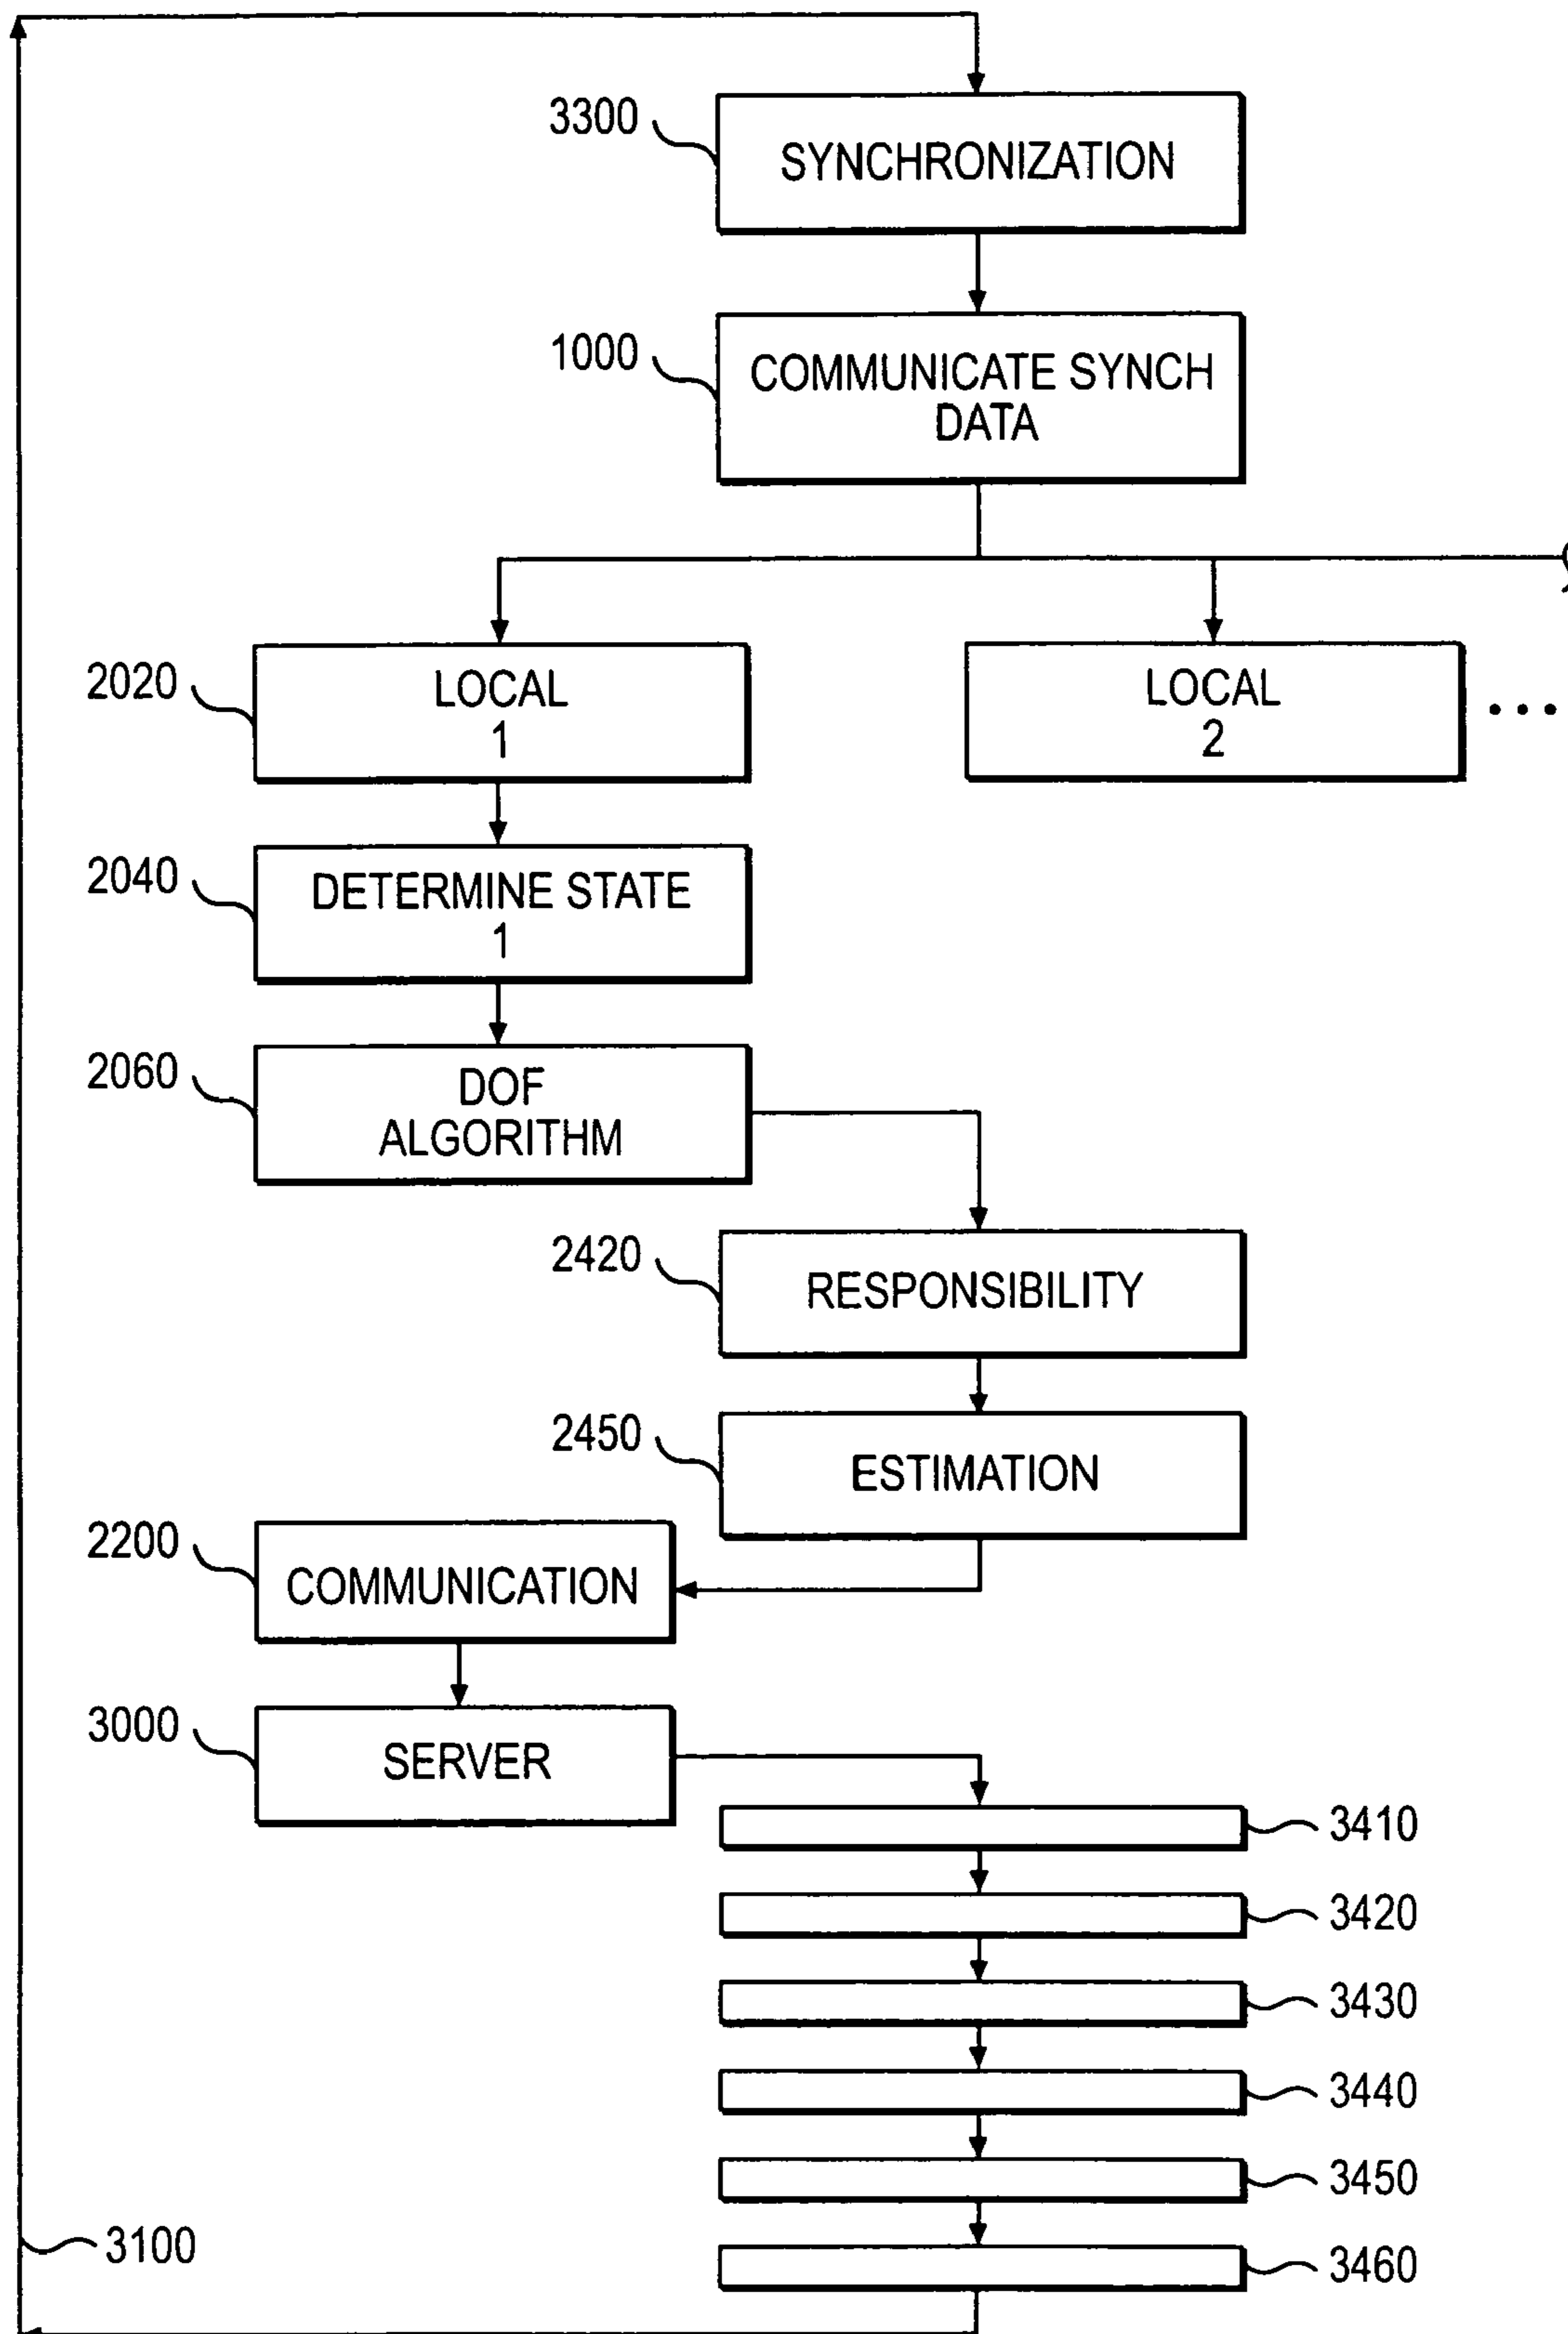 3300
SYNCHRONIZATION
1000
COMMUNICATE SYNCH
DATA
2020
LOCAL
1
LOCAL
2
...
2040
DETERMINE STATE
1
2060
DOF
ALGORITHM
2420
RESPONSIBILITY
2450
ESTIMATION
2200
COMMUNICATION
3000
SERVER
3410
3420
3430
3440
3450
3100
3460